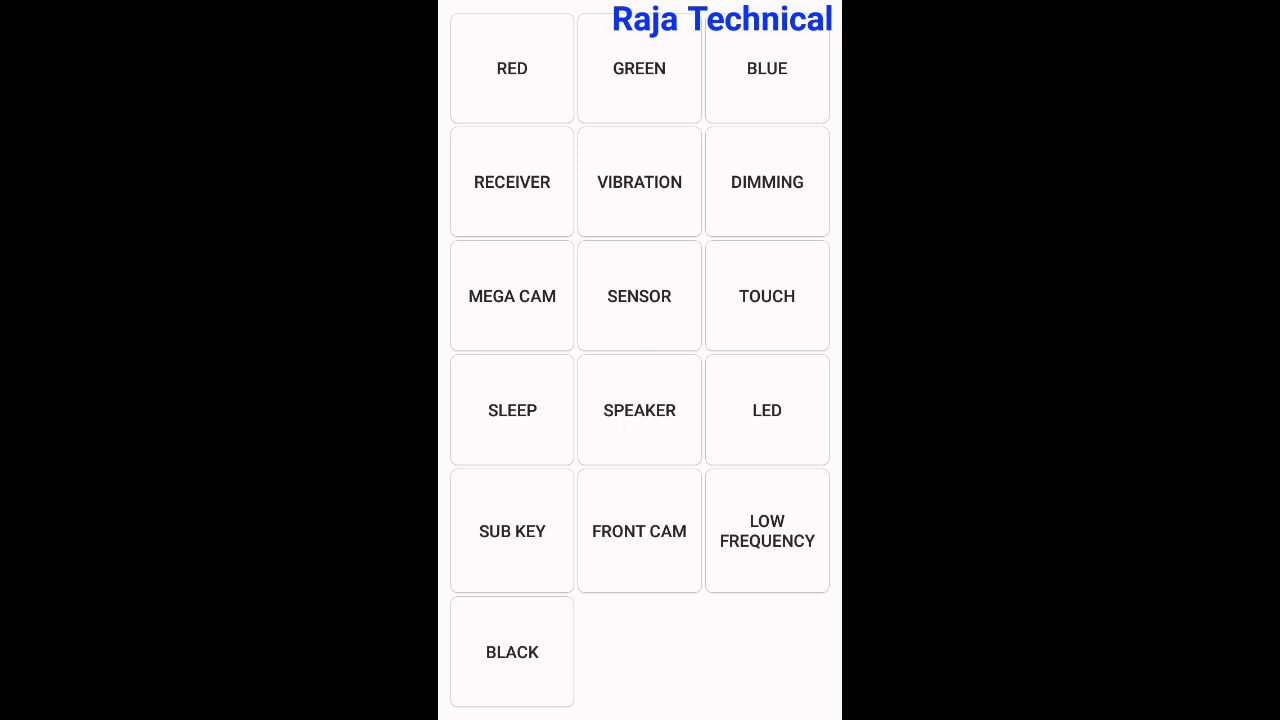 Raja Technical
RED
GREEN
BLUE
RECEIVER
VIBRATION
DIMMING
MEGA CAM
SENSOR
TOUCH
SLEEP
SPEAKER
LED
SUB KEY
FRONT CAM
LOW
FREQUENCY
BLACK